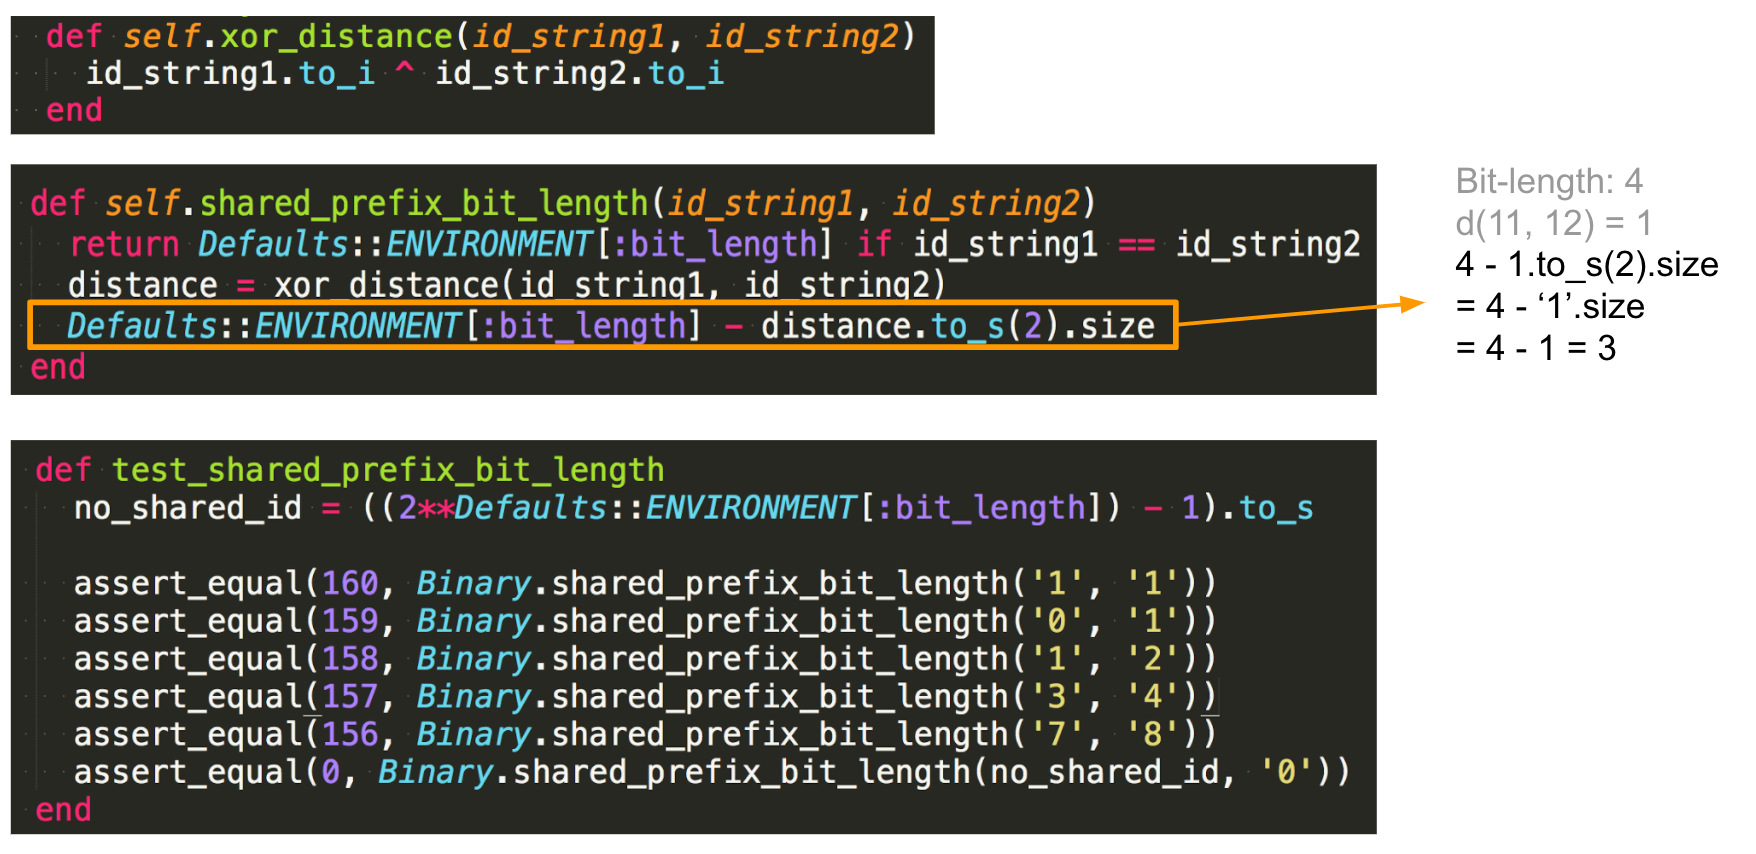 def self.xor_distance(id_string1, id_string2)
id_string1.to_i ^ id_string2.to_i
end
def self.shared_prefix_bit_length(id_string1, id_string2)
return Defaults::ENVIRONMENT[:bit_length] if id_string1 == id_string2
distance = xor_distance(id_string1, id_string2)
Defaults::ENVIRONMENT[:bit_length] - distance.to_s(2).size
end
Bit-length: 4
d(11, 12) = 1
4 - 1.to_s(2).size
= 4 - ‘1’.size
= 4 - 1 = 3
def test_shared_prefix_bit_length
no_shared_id = ((2**Defaults::ENVIRONMENT[:bit_length]) - 1).to_s
assert_equal(160, Binary.shared_prefix_bit_length('1', '1'))
assert_equal(159, Binary.shared_prefix_bit_length('0', '1'))
assert_equal(158, Binary.shared_prefix_bit_length('1', '2'))
assert_equal(157, Binary.shared_prefix_bit_length('3', '4'))
assert_equal(156, Binary.shared_prefix_bit_length('7', '8'))
assert_equal(0, Binary.shared_prefix_bit_length(no_shared_id, '0'))
end